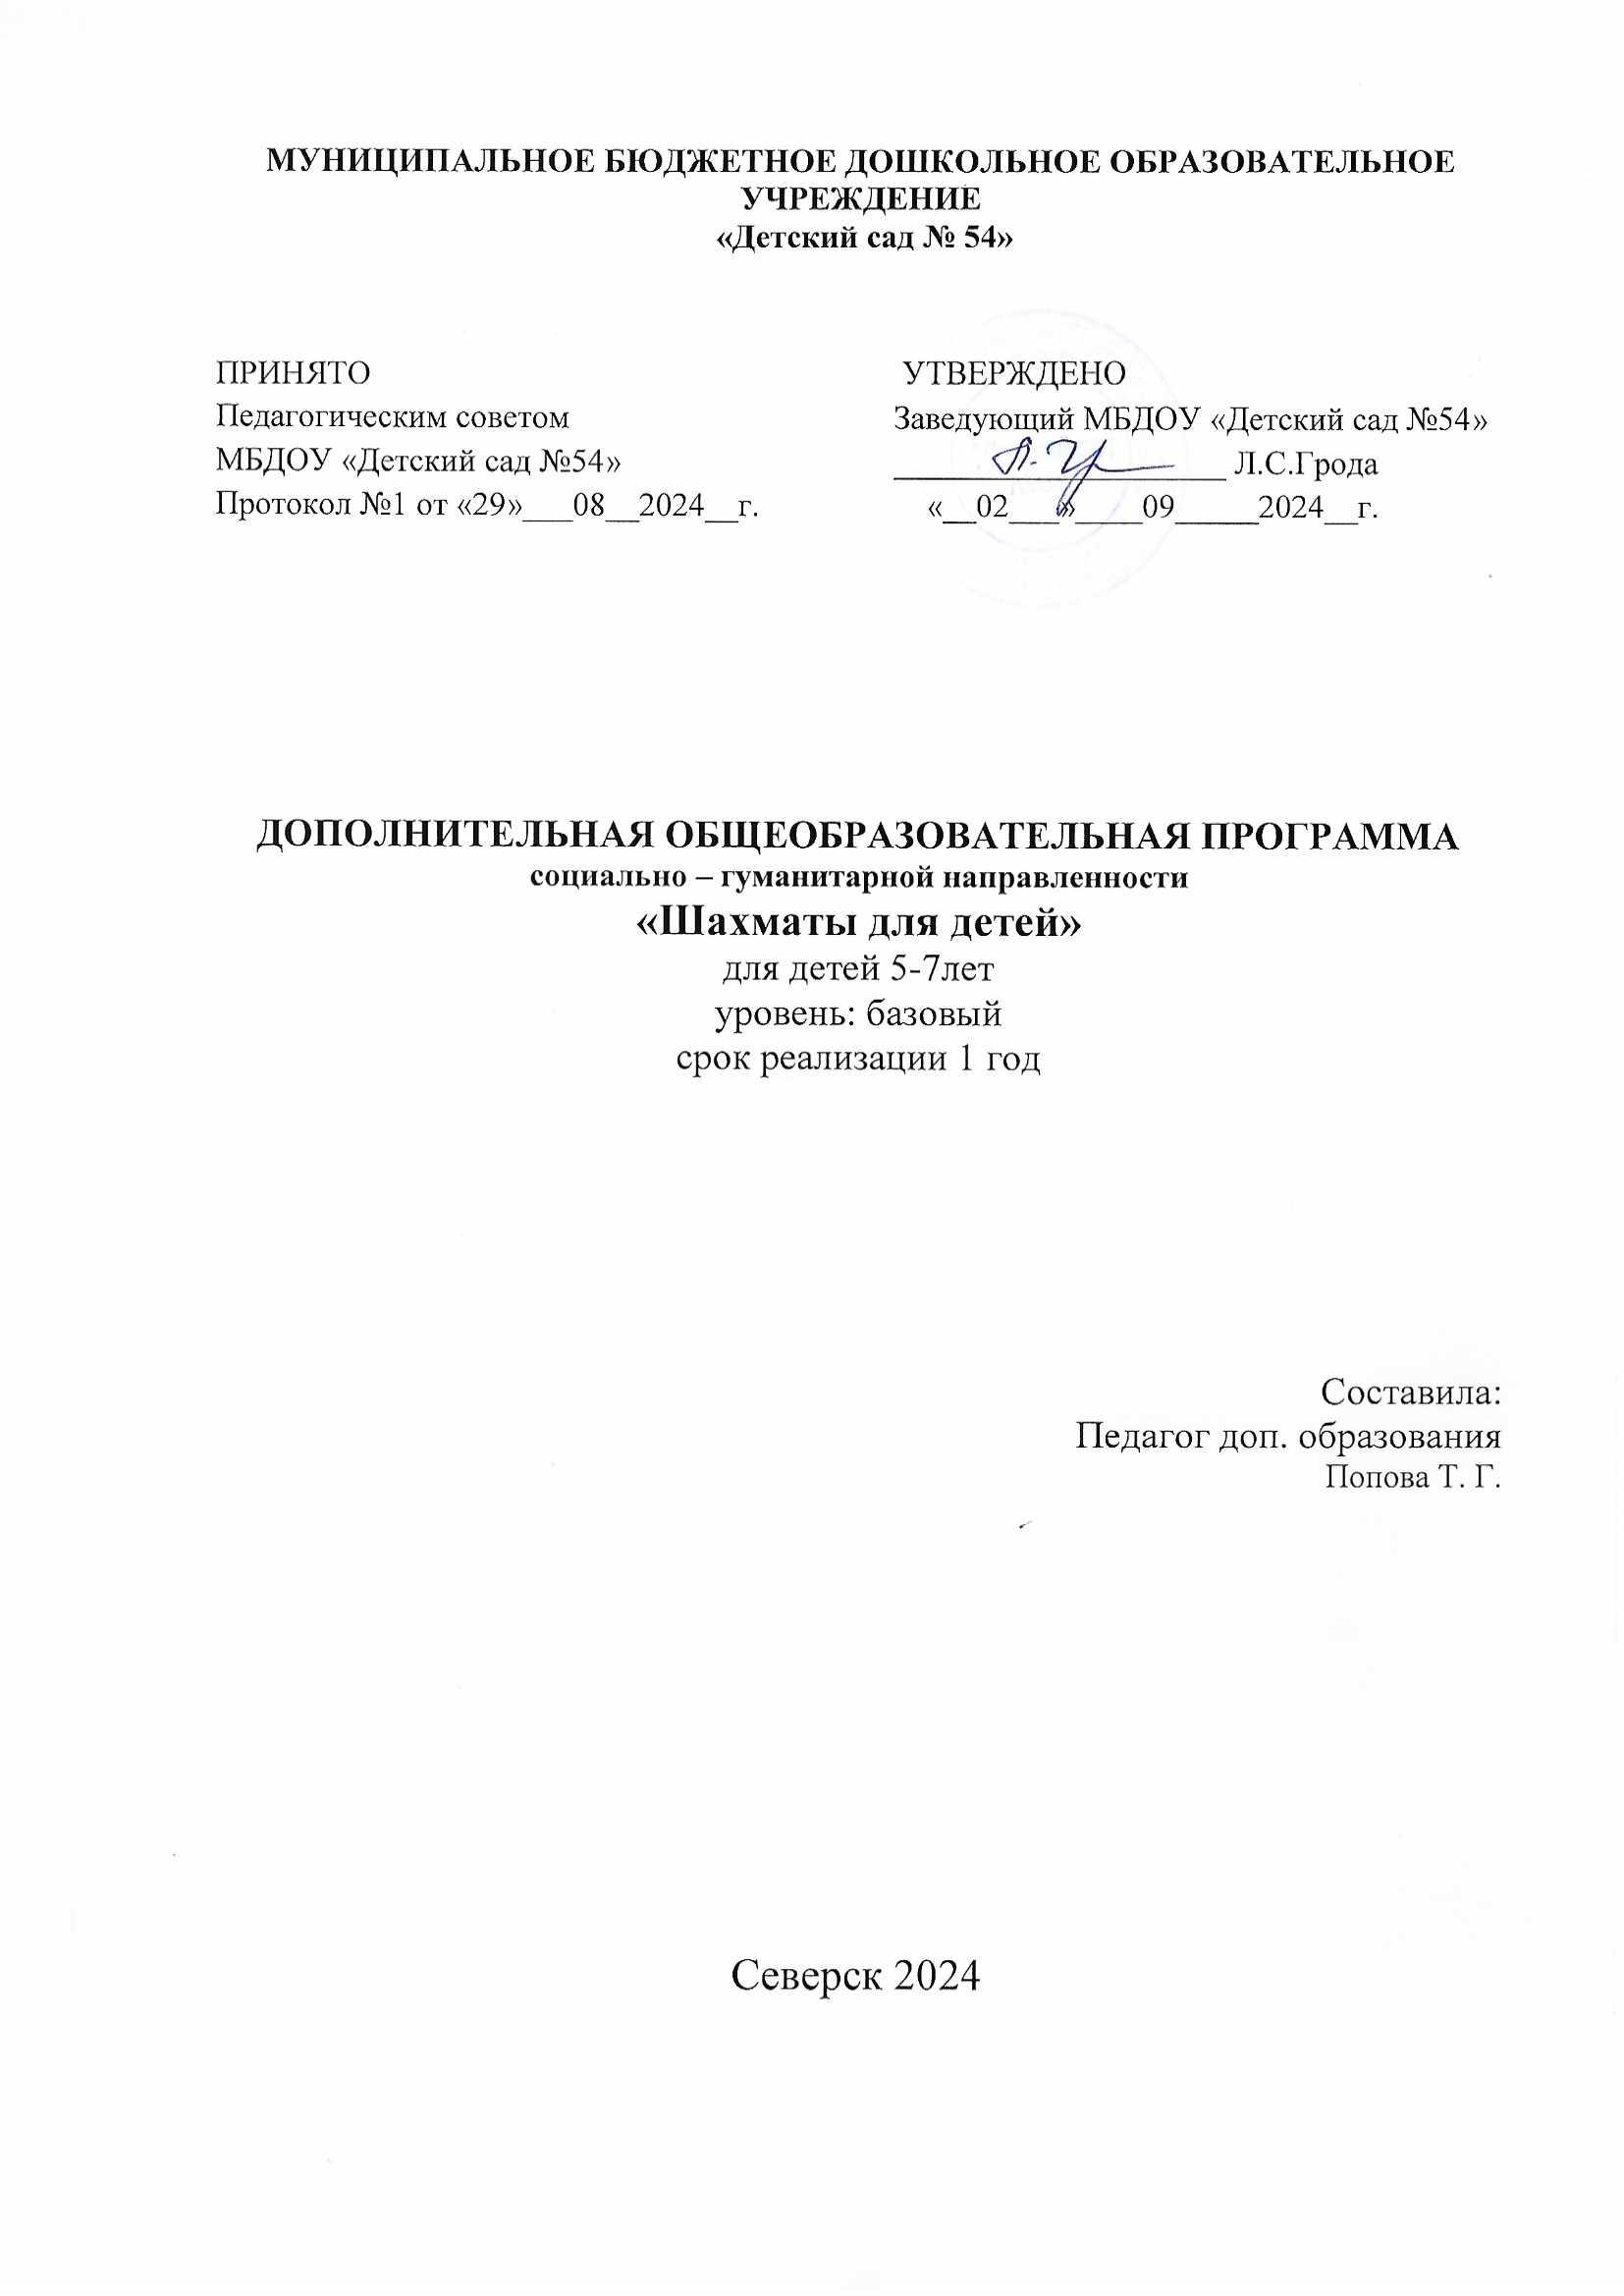 МУНИЦИПАЛЬНОЕ БЮДЖЕТНОЕ ДОШКОЛЬНОЕ ОБРАЗОВАТЕЛЬНОЕ
УЧРЕЖДЕНИЕ
«Детский сад № 54»
ПРИНЯТО
Педагогическим советом
МБДОУ «Детский сад №54»
Протокол №1 от «29»___08__2024__г.
УТВЕРЖДЕНО
Заведующий МБДОУ «Детский сад №54»
____________________ Л.С.Грода
«__02___»____09_____2024__г.
ДОПОЛНИТЕЛЬНАЯ ОБЩЕОБРАЗОВАТЕЛЬНАЯ ПРОГРАММА
социально – гуманитарной направленности
«Шахматы для детей»
для детей 5-7лет
уровень: базовый
срок реализации 1 год
Составила:
Педагог доп. образования
Попова Т. Г.
Северск 2024